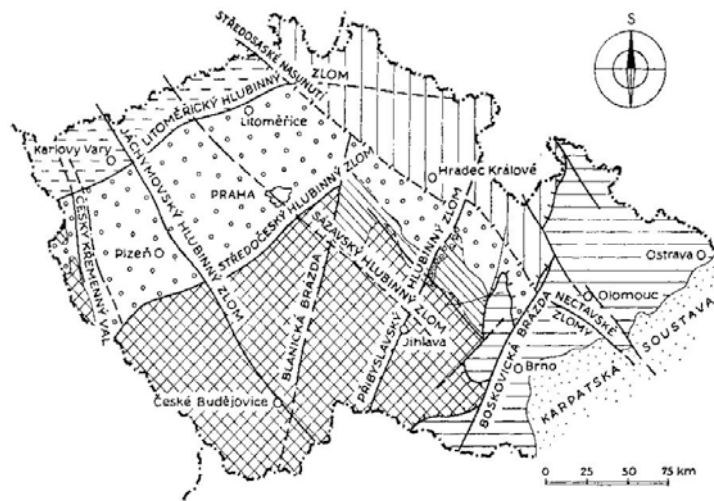 S
STŘEDOSASKÉ NASUNUTÍ
LITOMĚŘICKÝ HLUBINNÝ ZLOM
Litoměřice
Karlovy Vary
JÁCHYMOVSKÝ HLUBINNÝ ZLOM
PRAHA
Hradec Králové
ČESKÝ KŘEMENNÝ VAL
Plzeň
STŘEDOČESKÝ HLUBINNÝ ZLOM
SÁZAVSKÝ HLUBINNÝ ZLOM
PŘIBYSLAVSKÝ HLUBINNÝ ZLOM
BLANICKÁ BRÁZDA
Jihlava
České Budějovice
BOSKOVICKÁ BRÁZDA
NECTAVSKÉ
ZLOMY
Ostrava
Olomouc
Brno
KARPATSKÁ SOUSTAVA
0 25 50 75 km